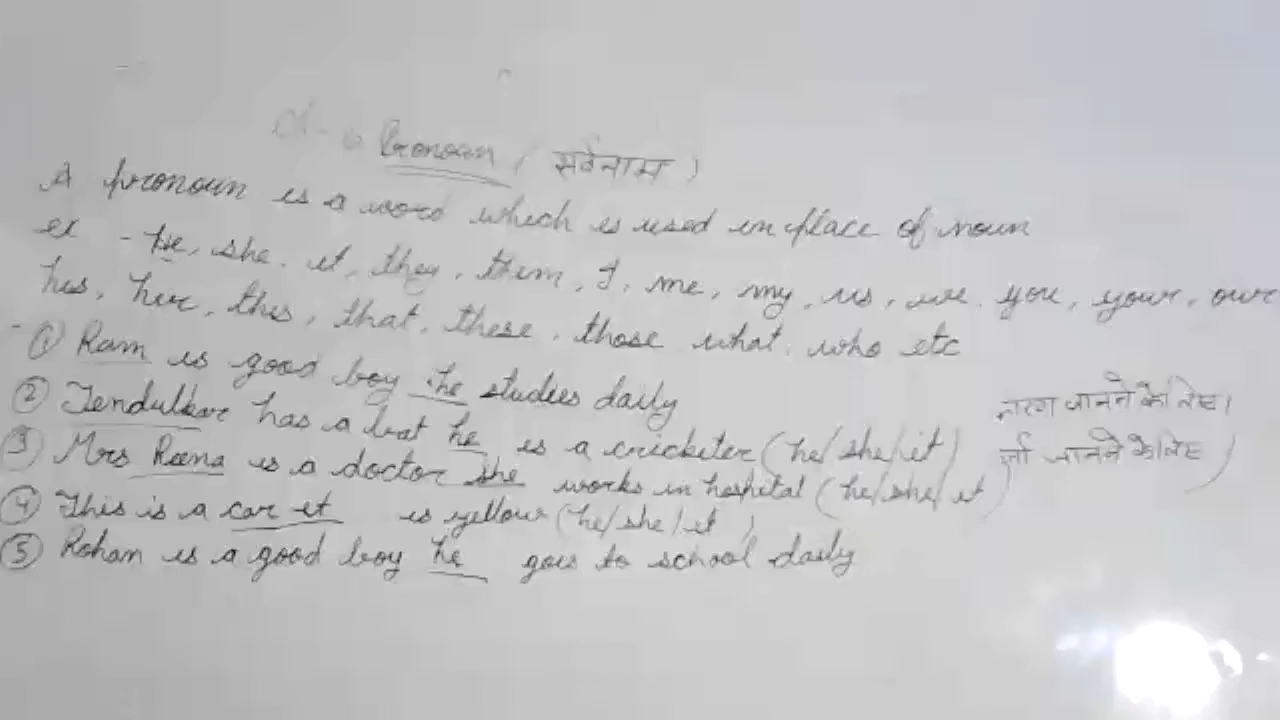 Pronoun ( सर्वनाम )
A pronoun is a word which is used in place of noun
ex - he, she, it, they, them, I, me, my, us, we, you, your, our
his, her, this, that, these, those what, who etc
① Ram is good boy he studies daily
② Tendulkar has a bat he is a cricketer (he/she/it)
③ Mrs Reena is a doctor she works in hospital (he/she/it)
④ This is a car it is yellow (he/she/it)
⑤ Roham is a good boy he goes to school daily
जानने के लिए।
जानने के लिए